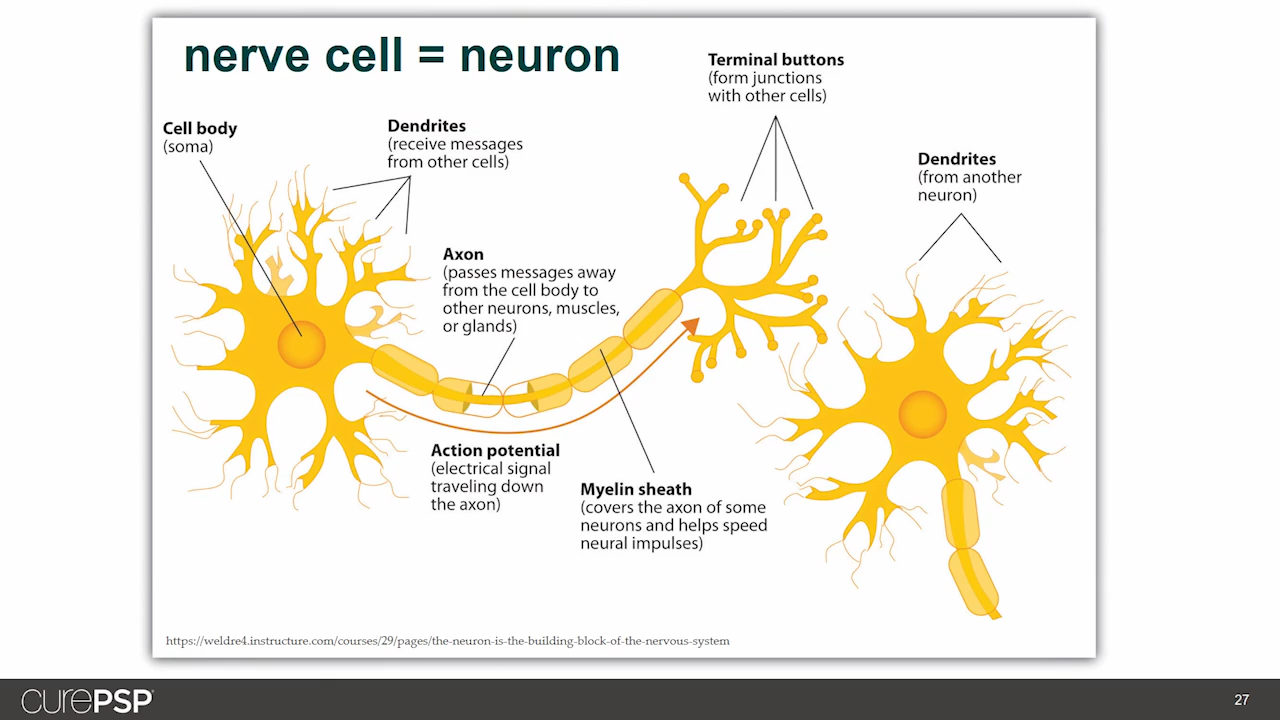 nerve cell = neuron
Terminal buttons
(form junctions
with other cells)
Cell body
(soma)
Dendrites
(receive messages
from other cells)
Dendrites
(from another
neuron)
Axon
(passes messages away
from the cell body to
other neurons, muscles,
or glands)
Action potential
(electrical signal
traveling down
the axon)
Myelin sheath
(covers the axon of some
neurons and helps speed
neural impulses)
https://weldre4.instructure.com/courses/29/pages/the-neuron-is-the-building-block-of-the-nervous-system
curePSP
27